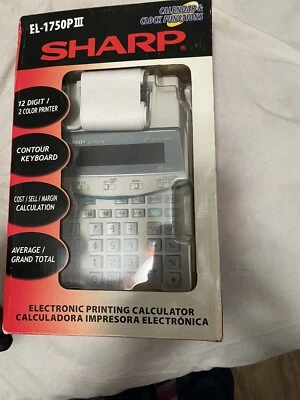 EL-1750PIII
CALENDAR &
CLOCK FUNCTIONS
SHARP
12 DIGIT /
2 COLOR PRINTER
CONTOUR
KEYBOARD
COST / SELL / MARGIN
CALCULATION
AVERAGE /
GRAND TOTAL
ELECTRONIC PRINTING CALCULATOR
CALCULADORA IMPRESORA ELECTRÓNICA